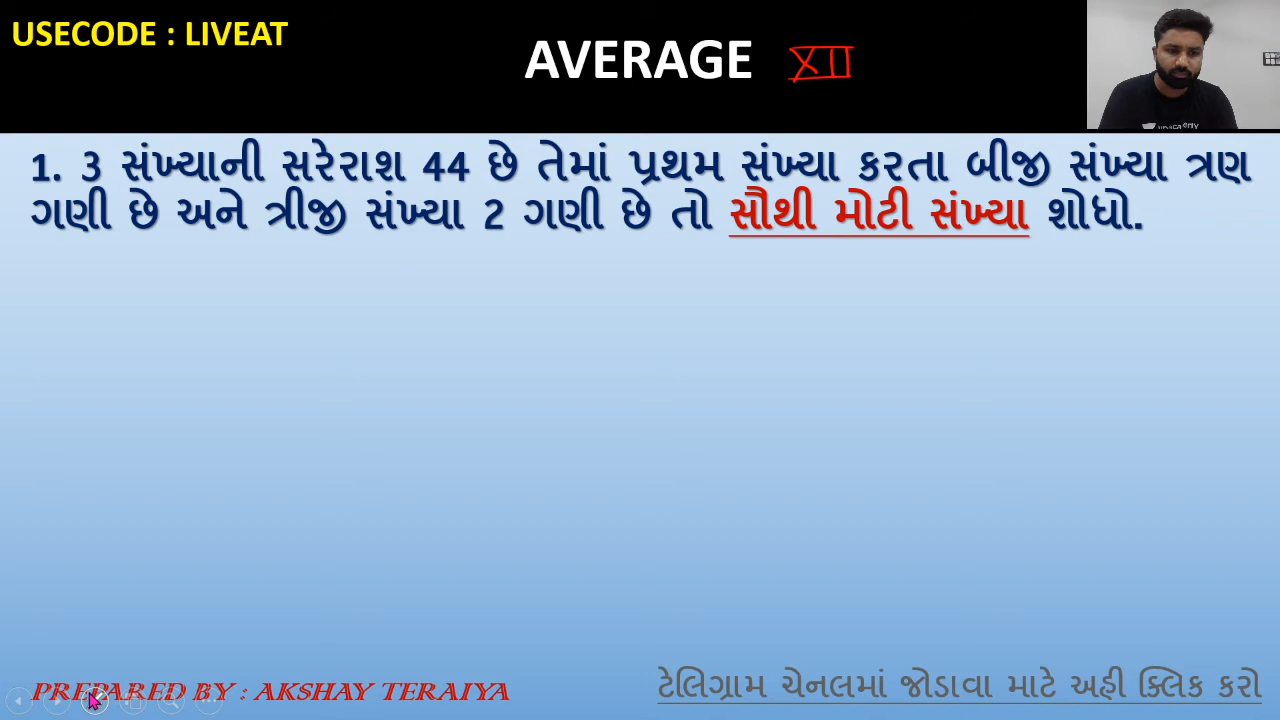 USECODE : LIVEAT
AVERAGE XII
1. 3 સંખ્યાની સરેરાશ 44 છે તેમાં પ્રથમ સંખ્યા કરતા બીજી સંખ્યા ત્રણ
ગણી છે અને ત્રીજી સંખ્યા 2 ગણી છે તો સૌથી મોટી સંખ્યા શોધો.
PREPARED BY : AKSHAY TERAIYA
ટેલિગ્રામ ચેનલમાં જોડાવા માટે અહી ક્લિક કરો